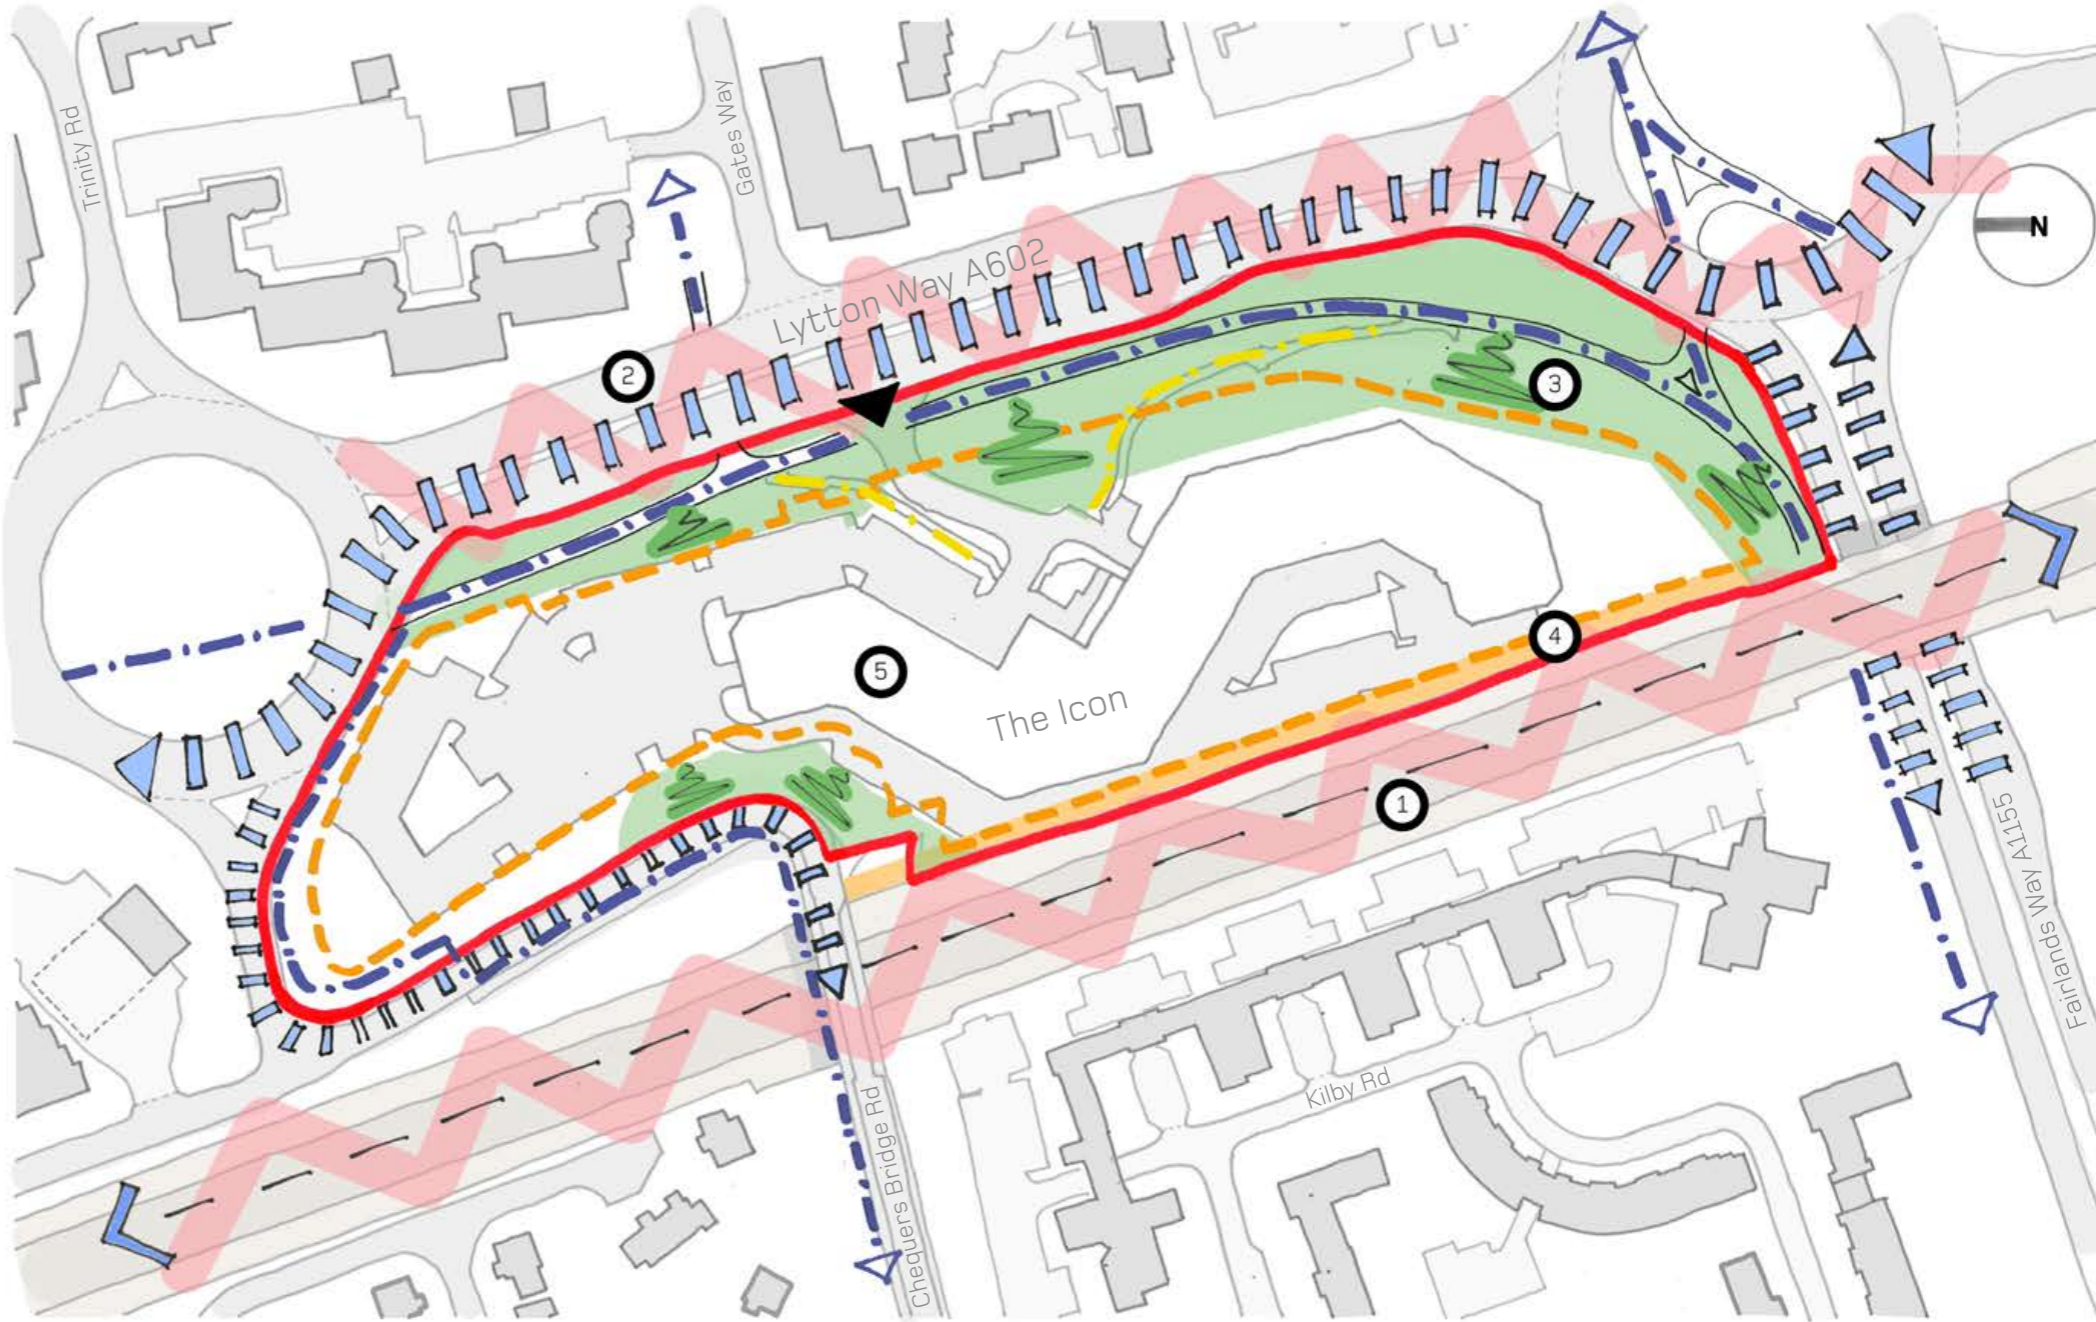 Trinity Rd
Gates Way
N
Lytton Way A602
2
3
4
5
The Icon
1
Fairlands Way A1155
Kilby Rd
Chequers Bridge Rd